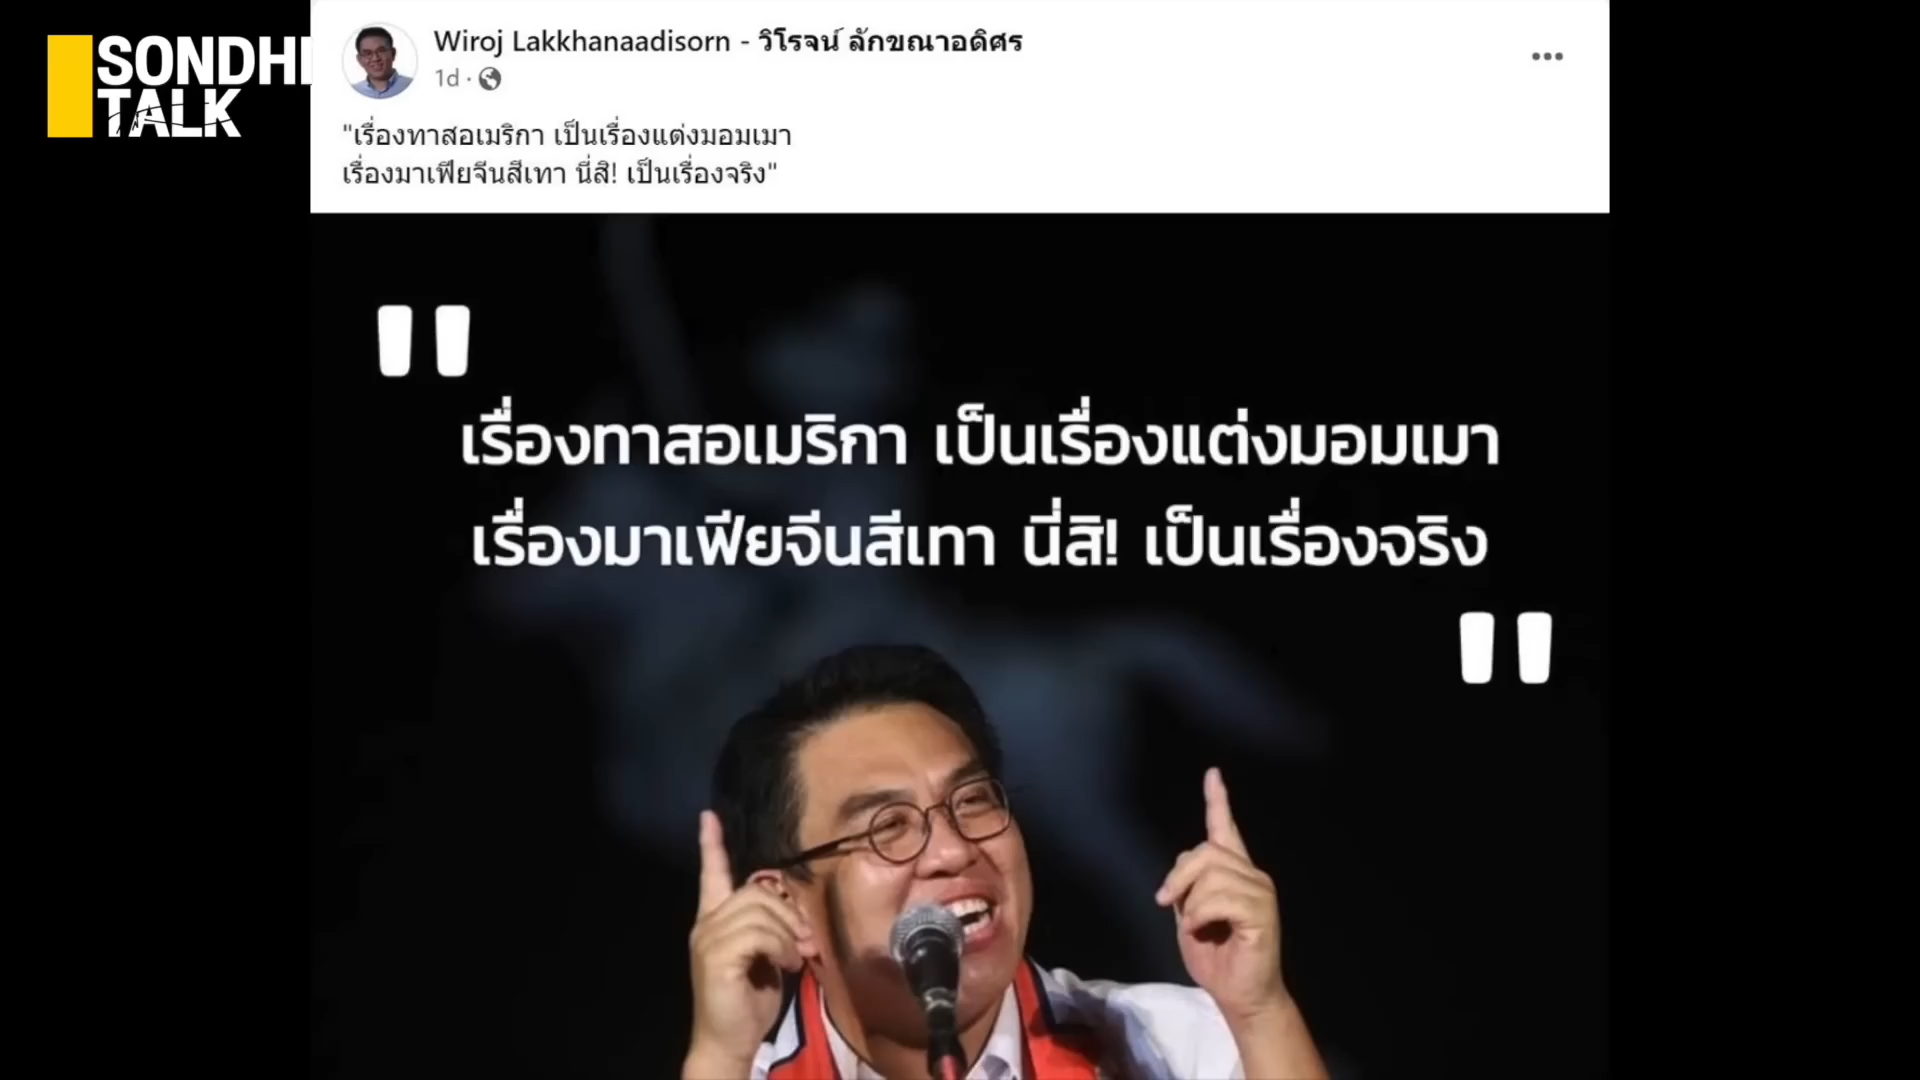 SONDHI
TALK
Wiroj Lakkhanaadisorn - วิโรจน์ ลักขณาอดิศร
1d ·
"เรื่องทาสอเมริกา เป็นเรื่องแต่งมอมเมา
เรื่องมาเฟียจีนสีเทา นี่สิ! เป็นเรื่องจริง"
"
เรื่องทาสอเมริกา เป็นเรื่องแต่งมอมเมา
เรื่องมาเฟียจีนสีเทา นี่สิ! เป็นเรื่องจริง
"